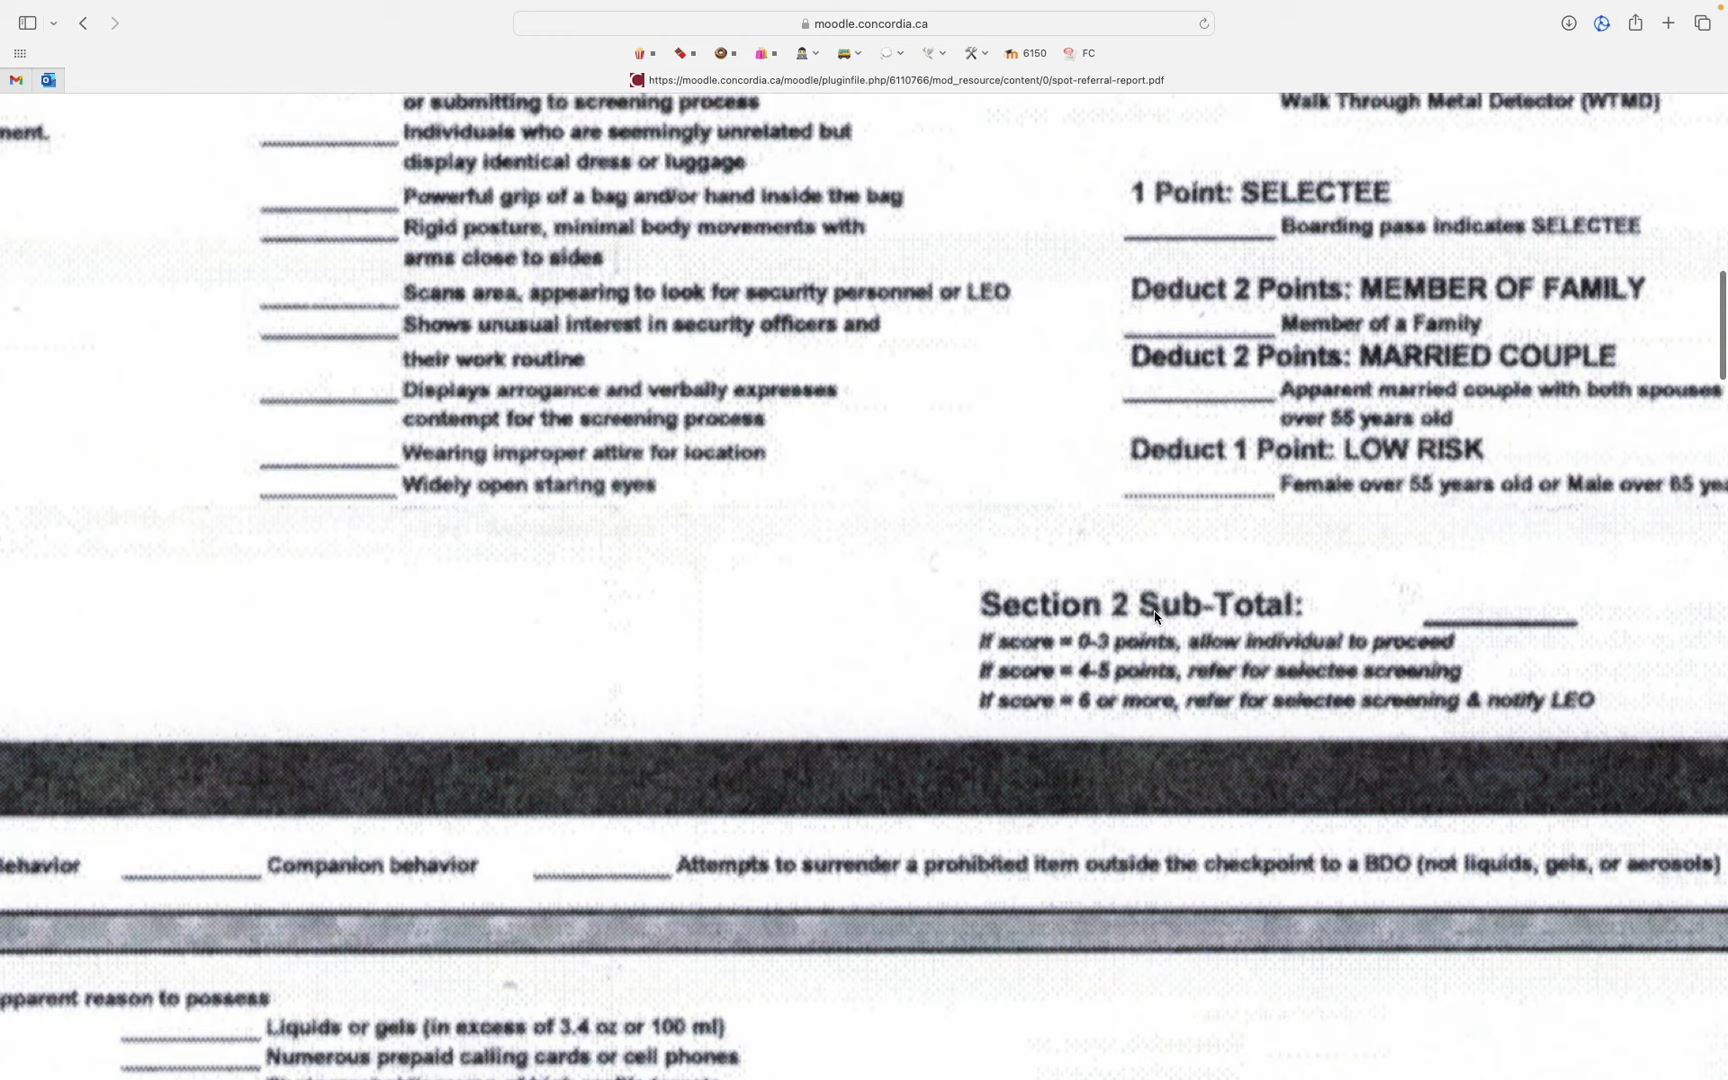 moodle.concordia.ca
6150
FC
https://moodle.concordia.ca/moodle/pluginfile.php/6110766/mod_resource/content/0/spot-referral-report.pdf
or submitting to screening process
ment.
Individuals who are seemingly unrelated but
display identical dress or luggage
Powerful grip of a bag and/or hand inside the bag
Rigid posture, minimal body movements with
arms close to sides
Scans area, appearing to look for security personnel or LEO
Shows unusual interest in security officers and
their work routine
Displays arrogance and verbally expresses
contempt for the screening process
Wearing improper attire for location
Widely open staring eyes
Walk Through Metal Detector (WTMD)
1 Point: SELECTEE
Boarding pass indicates SELECTEE
Deduct 2 Points: MEMBER OF FAMILY
Member of a Family
Deduct 2 Points: MARRIED COUPLE
Apparent married couple with both spouses
over 55 years old
Deduct 1 Point: LOW RISK
Female over 55 years old or Male over 65 yea
Section 2 Sub-Total:
If score = 0-3 points, allow individual to proceed
If score = 4-5 points, refer for selectee screening
If score = 6 or more, refer for selectee screening & notify LEO
Behavior Companion behavior Attempts to surrender a prohibited item outside the checkpoint to a BDO (not liquids, gels, or aerosols)
pparent reason to possess
Liquids or gels (in excess of 3.4 oz or 100 ml)
Numerous prepaid calling cards or cell phones